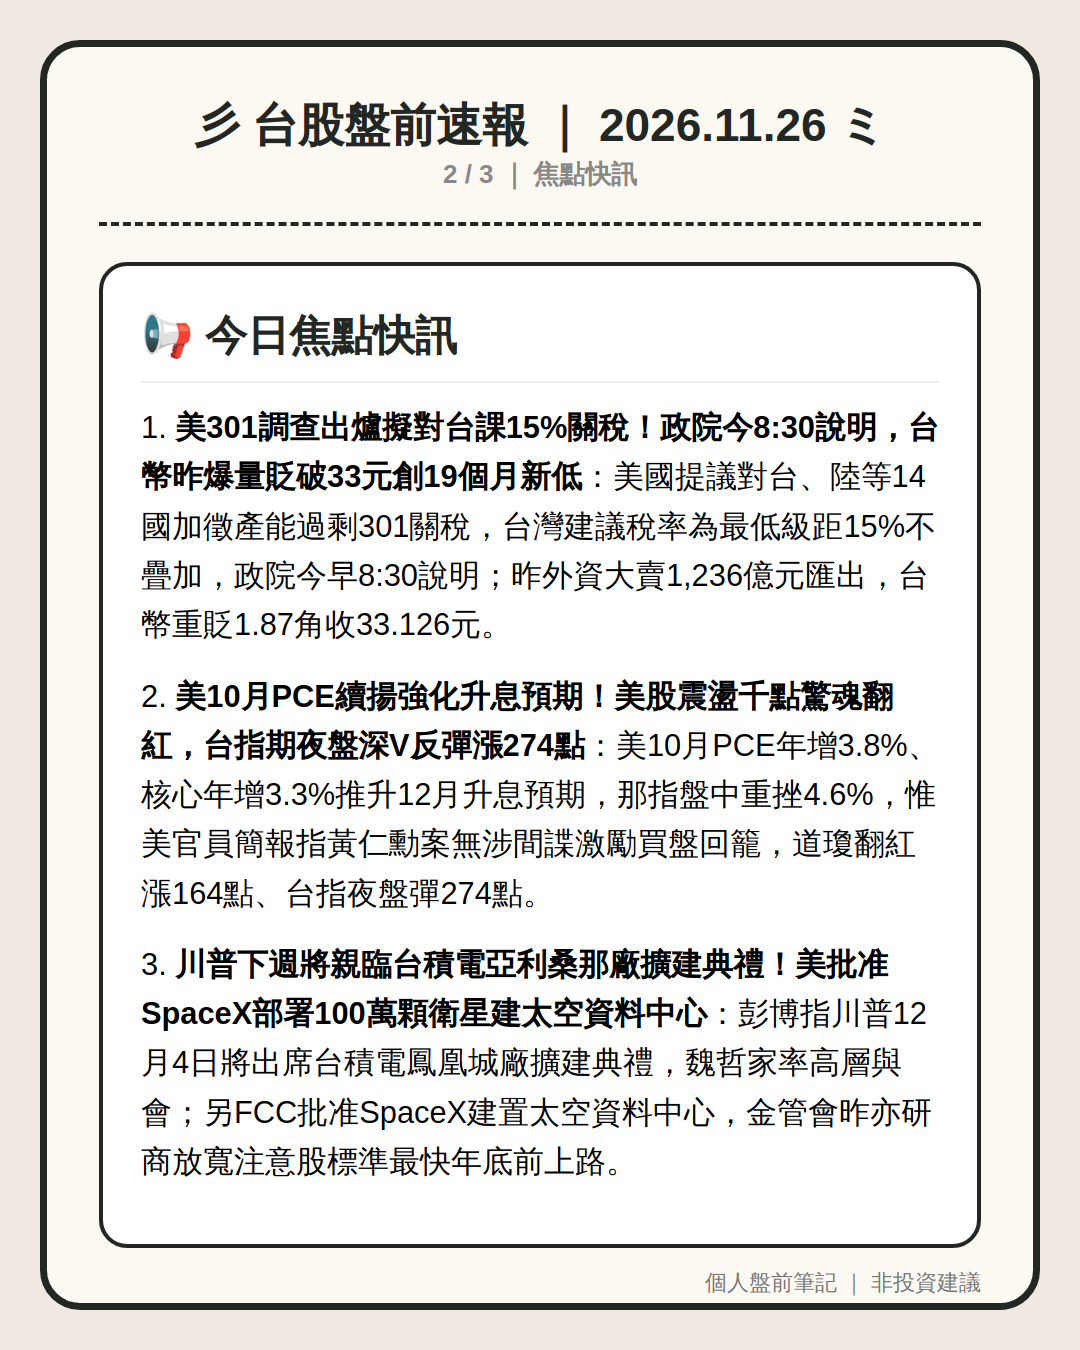 彡 台股盤前速報 ｜ 2026.11.26 ミ
2 / 3 ｜ 焦點快訊
📢 今日焦點快訊
1. 美301調查出爐擬對台課15%關稅！政院今8:30說明，台
幣昨爆量貶破33元創19個月新低：美國提議對台、陸等14
國加徵產能過剩301關稅，台灣建議稅率為最低級距15%不
疊加，政院今早8:30說明；昨外資大賣1,236億元匯出，台
幣重貶1.87角收33.126元。
2. 美10月PCE續揚強化升息預期！美股震盪千點驚魂翻
紅，台指期夜盤深V反彈漲274點：美10月PCE年增3.8%、
核心年增3.3%推升12月升息預期，那指盤中重挫4.6%，惟
美官員簡報指黃仁勳案無涉間諜激勵買盤回籠，道瓊翻紅
漲164點、台指夜盤彈274點。
3. 川普下週將親臨台積電亞利桑那廠擴建典禮！美批准
SpaceX部署100萬顆衛星建太空資料中心：彭博指川普12
月4日將出席台積電鳳凰城廠擴建典禮，魏哲家率高層與
會；另FCC批准SpaceX建置太空資料中心，金管會昨亦研
商放寬注意股標準最快年底前上路。
個人盤前筆記 ｜ 非投資建議